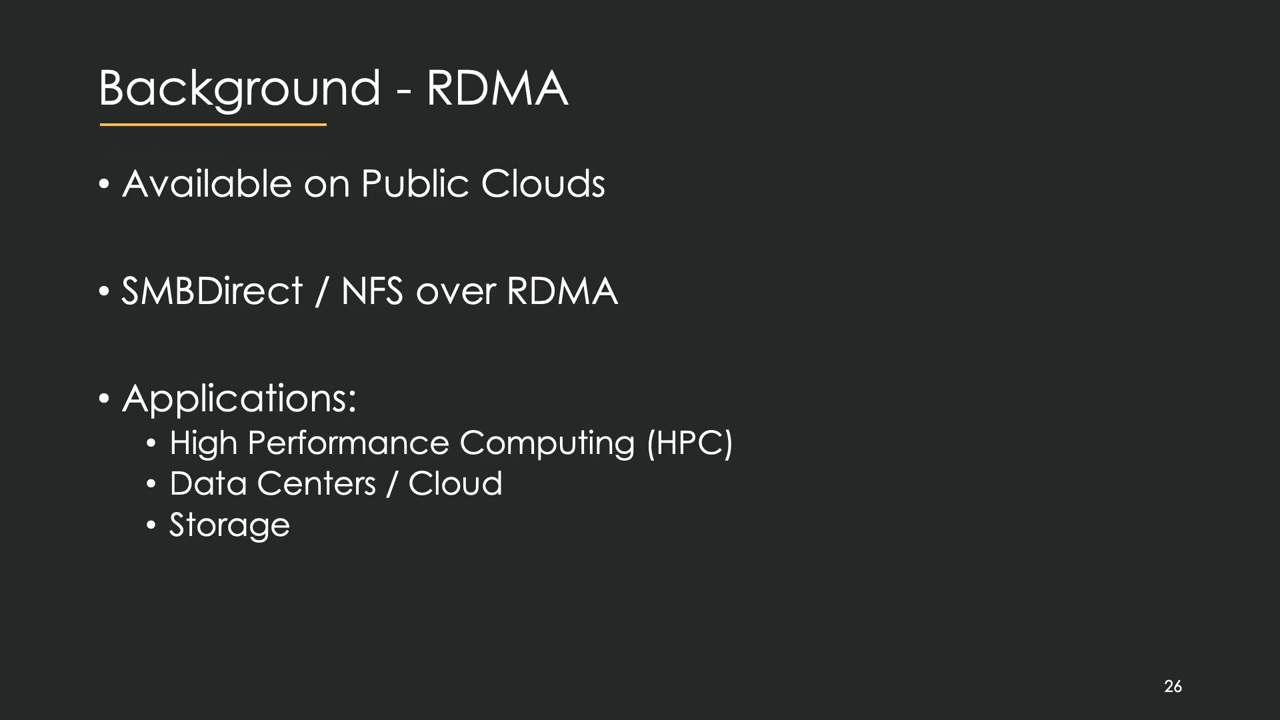 Background - RDMA
• Available on Public Clouds
• SMBDirect / NFS over RDMA
• Applications:
• High Performance Computing (HPC)
• Data Centers / Cloud
• Storage
26